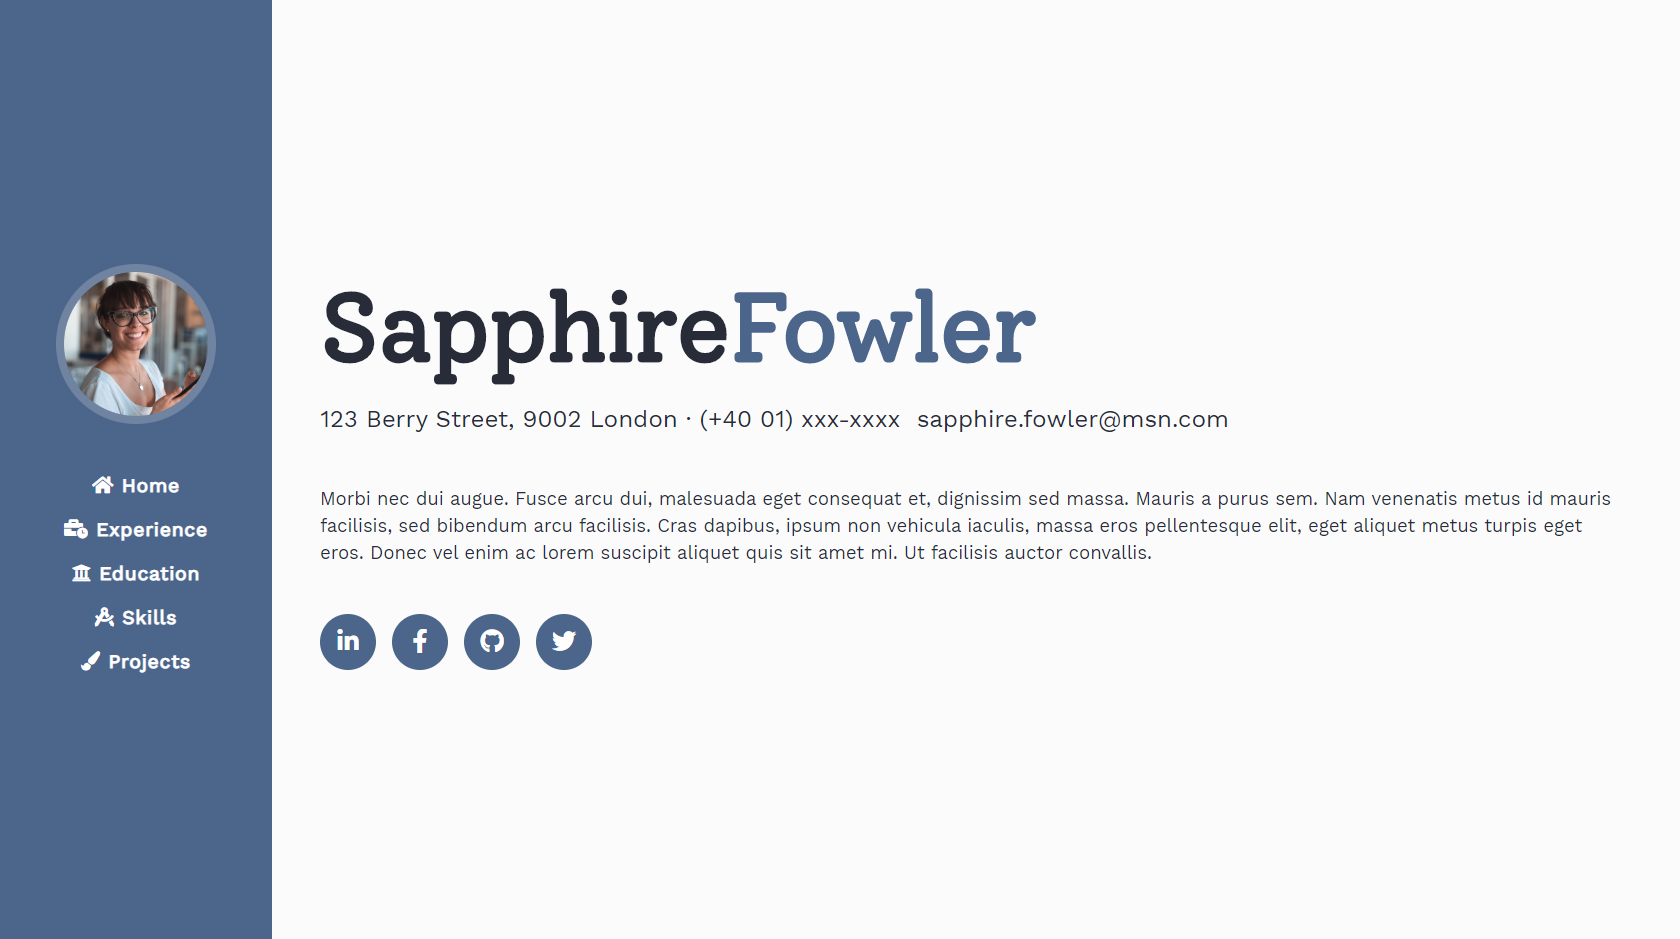 Home
Experience
Education
Skills
Projects
SapphireFowler
123 Berry Street, 9002 London · (+40 01) xxx-xxxx sapphire.fowler@msn.com
Morbi nec dui augue. Fusce arcu dui, malesuada eget consequat et, dignissim sed massa. Mauris a purus sem. Nam venenatis metus id mauris
facilisis, sed bibendum arcu facilisis. Cras dapibus, ipsum non vehicula iaculis, massa eros pellentesque elit, eget aliquet metus turpis eget
eros. Donec vel enim ac lorem suscipit aliquet quis sit amet mi. Ut facilisis auctor convallis.